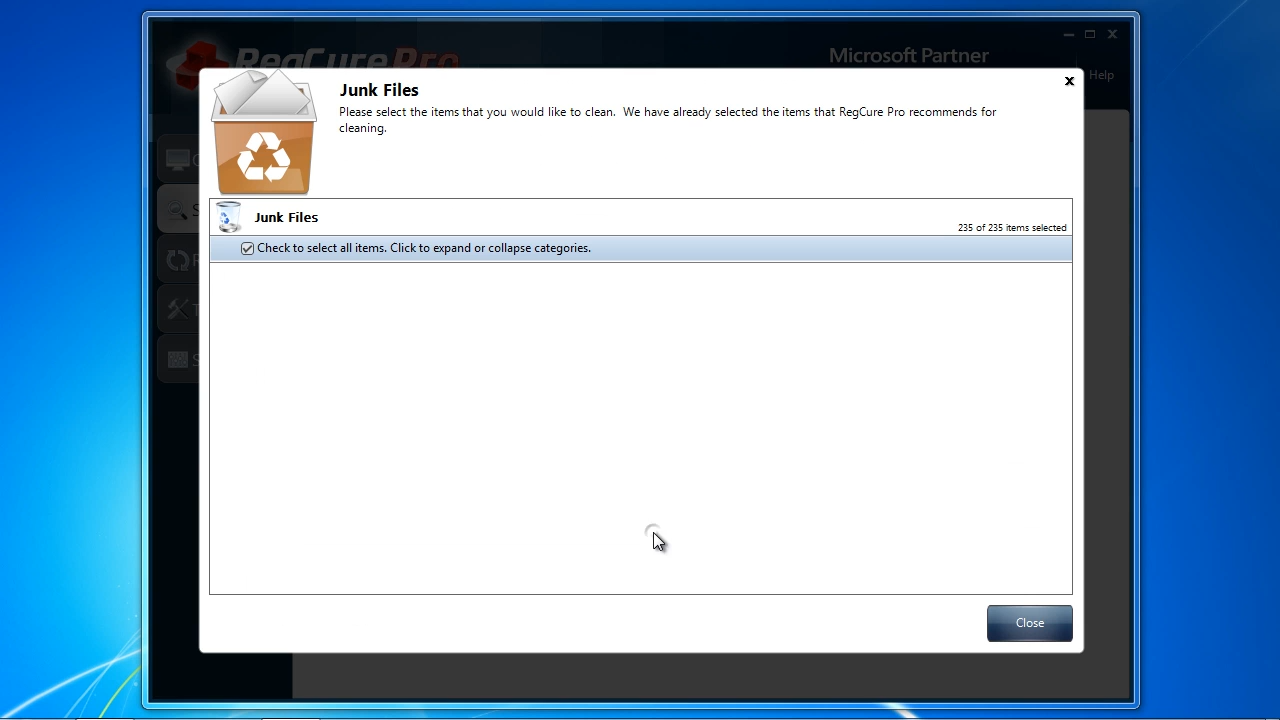 RegCure Pro
Microsoft Partner
Help
Junk Files
Please select the items that you would like to clean.  We have already selected the items that RegCure Pro recommends for
cleaning.
Junk Files
235 of 235 items selected
Check to select all items. Click to expand or collapse categories.
Close